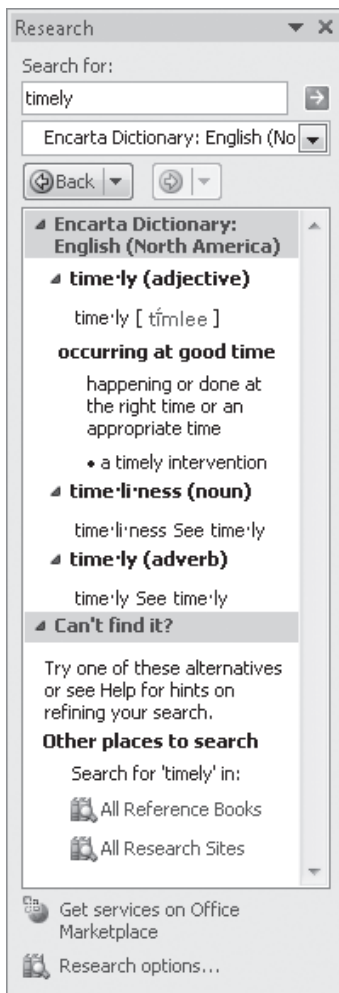 Research
Search for:
timely
Encarta Dictionary: English (No
Back
Encarta Dictionary:
English (North America)
time·ly (adjective)
time·ly [ tímlee ]
occurring at good time
happening or done at
the right time or an
appropriate time
• a timely intervention
time·li·ness (noun)
time·li·ness See time·ly
time·ly (adverb)
time·ly See time·ly
Can't find it?
Try one of these alternatives
or see Help for hints on
refining your search.
Other places to search
Search for 'timely' in:
All Reference Books
All Research Sites
Get services on Office
Marketplace
Research options...